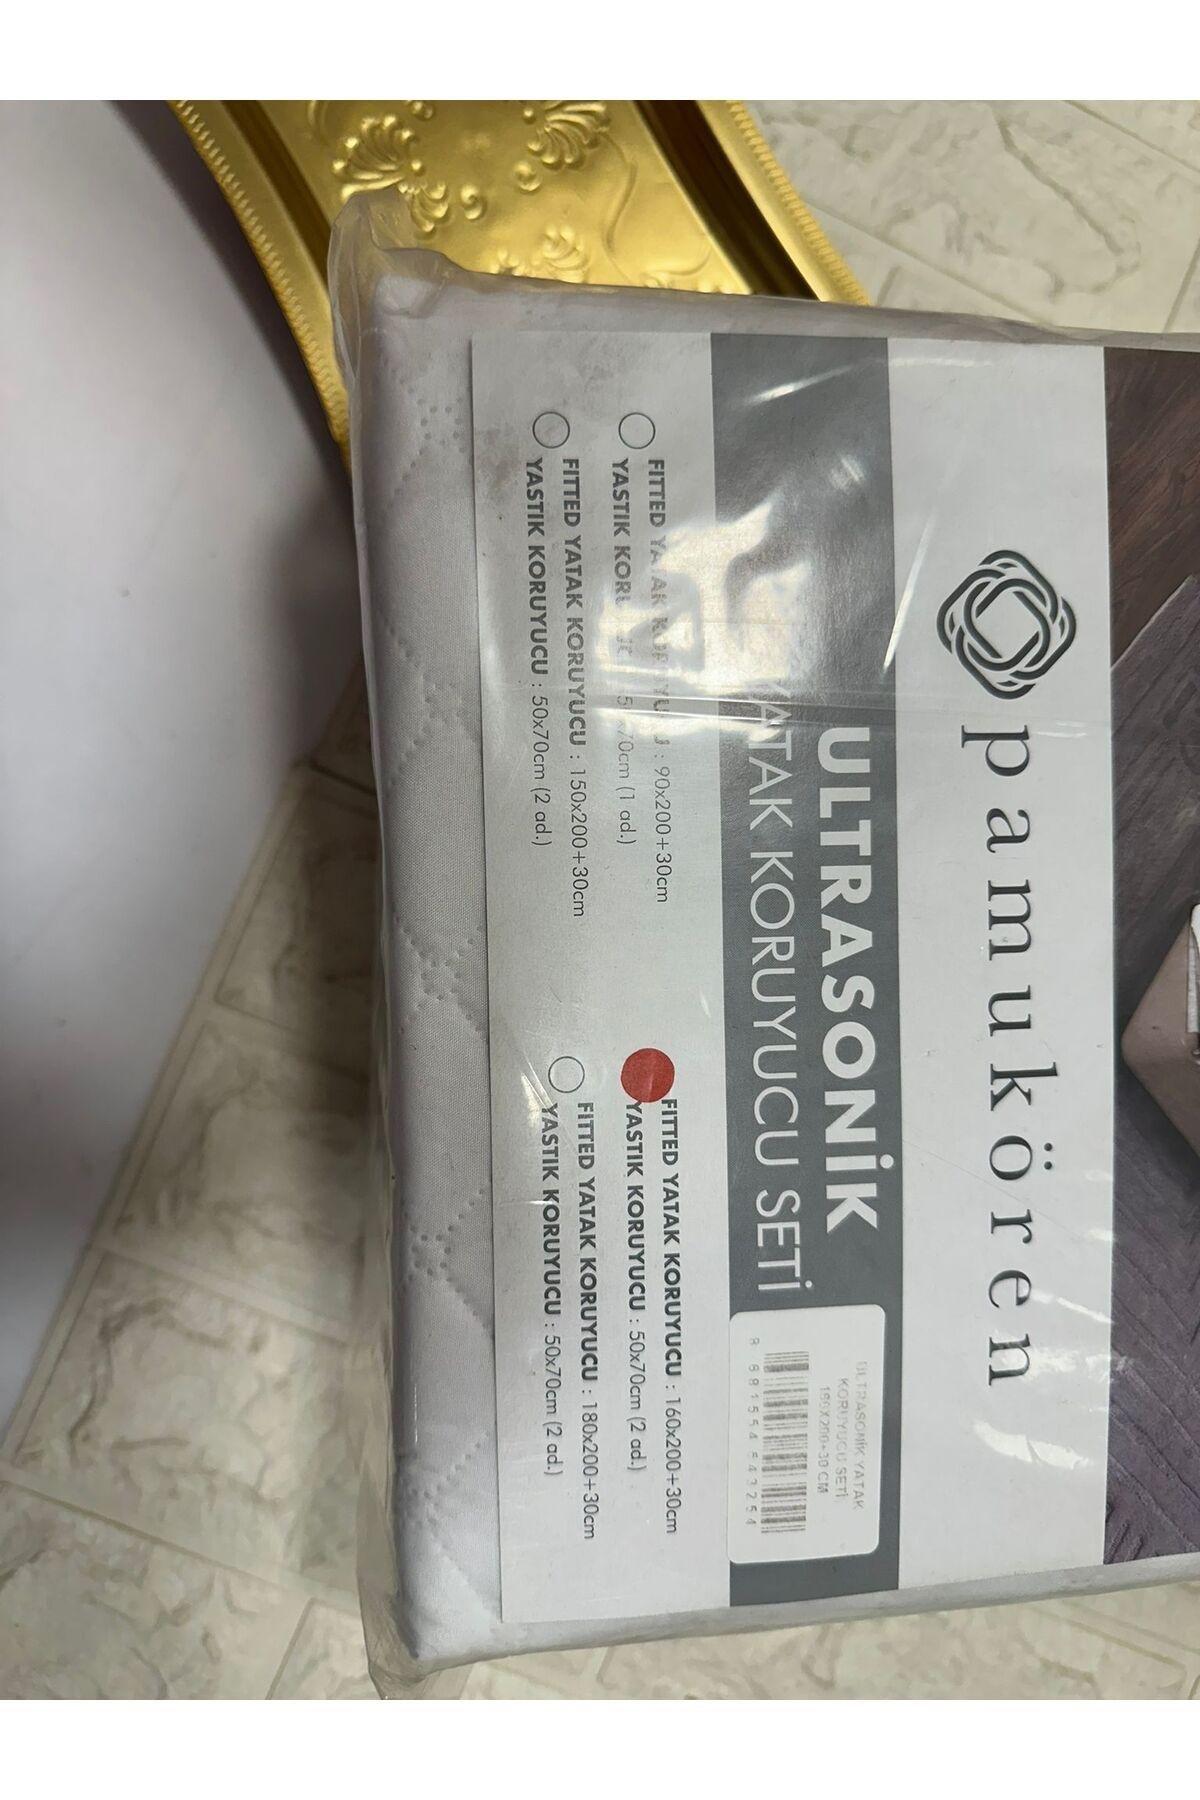 pamukören
ULTRASONİK
YATAK KORUYUCU SETİ
FITTED YATAK KORUYUCU : 90x200+30cm
YASTIK KORUYUCU : 50x70cm (1 ad.)
FITTED YATAK KORUYUCU : 150x200+30cm
YASTIK KORUYUCU : 50x70cm (2 ad.)
FITTED YATAK KORUYUCU : 160x200+30cm
YASTIK KORUYUCU : 50x70cm (2 ad.)
FITTED YATAK KORUYUCU : 180x200+30cm
YASTIK KORUYUCU : 50x70cm (2 ad.)
ULTRASONİK YATAK
KORUYUCU SETİ